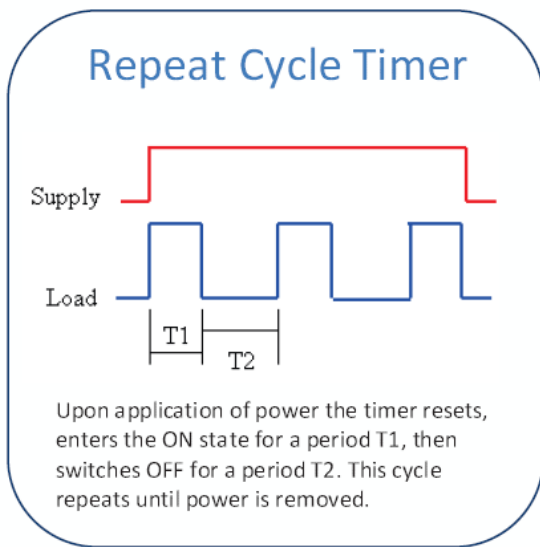 Repeat Cycle Timer
Supply
Load
T1
T2
Upon application of power the timer resets,
enters the ON state for a period T1, then
switches OFF for a period T2. This cycle
repeats until power is removed.